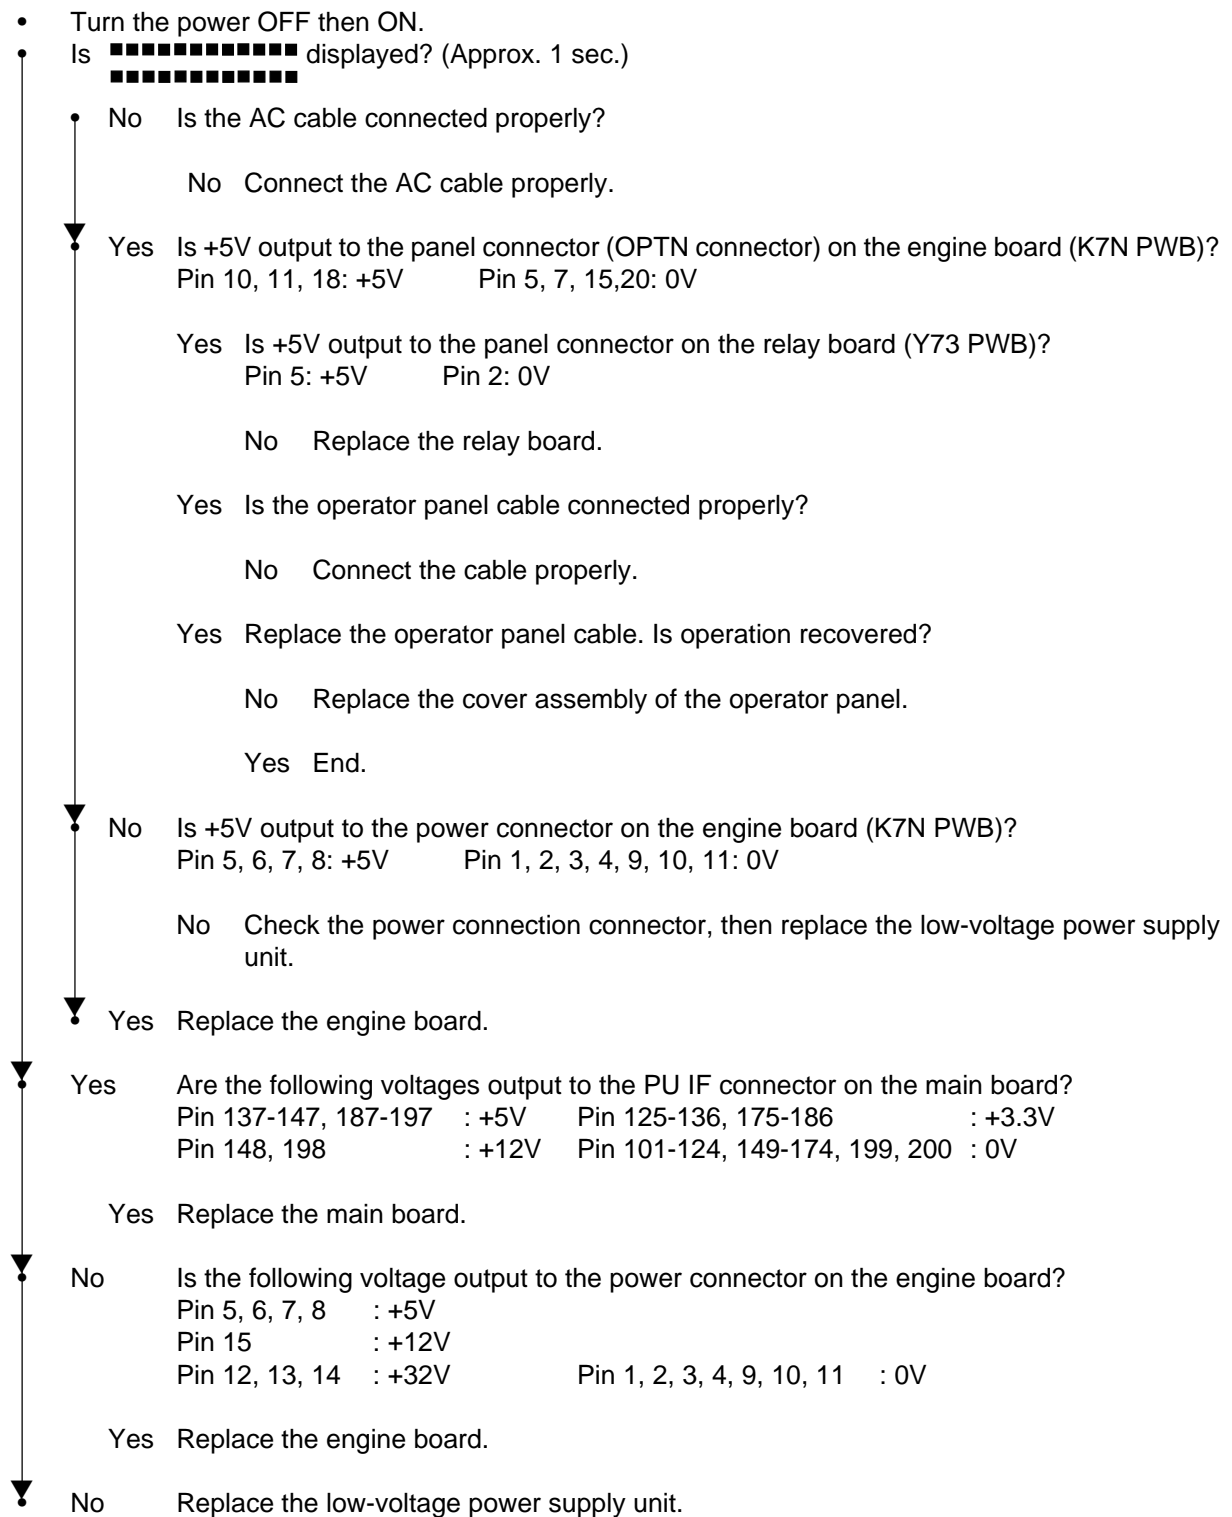 • Turn the power OFF then ON.
• Is ■■■■■■■■■■■■ displayed? (Approx. 1 sec.)
■■■■■■■■■■■■
• No Is the AC cable connected properly?
No Connect the AC cable properly.
• Yes Is +5V output to the panel connector (OPTN connector) on the engine board (K7N PWB)?
Pin 10, 11, 18: +5V Pin 5, 7, 15,20: 0V
Yes Is +5V output to the panel connector on the relay board (Y73 PWB)?
Pin 5: +5V Pin 2: 0V
No Replace the relay board.
Yes Is the operator panel cable connected properly?
No Connect the cable properly.
Yes Replace the operator panel cable. Is operation recovered?
No Replace the cover assembly of the operator panel.
Yes End.
• No Is +5V output to the power connector on the engine board (K7N PWB)?
Pin 5, 6, 7, 8: +5V Pin 1, 2, 3, 4, 9, 10, 11: 0V
No Check the power connection connector, then replace the low-voltage power supply
unit.
• Yes Replace the engine board.
• Yes Are the following voltages output to the PU IF connector on the main board?
Pin 137-147, 187-197 : +5V Pin 125-136, 175-186 : +3.3V
Pin 148, 198 : +12V Pin 101-124, 149-174, 199, 200 : 0V
Yes Replace the main board.
• No Is the following voltage output to the power connector on the engine board?
Pin 5, 6, 7, 8 : +5V
Pin 15 : +12V
Pin 12, 13, 14 : +32V Pin 1, 2, 3, 4, 9, 10, 11 : 0V
Yes Replace the engine board.
• No Replace the low-voltage power supply unit.